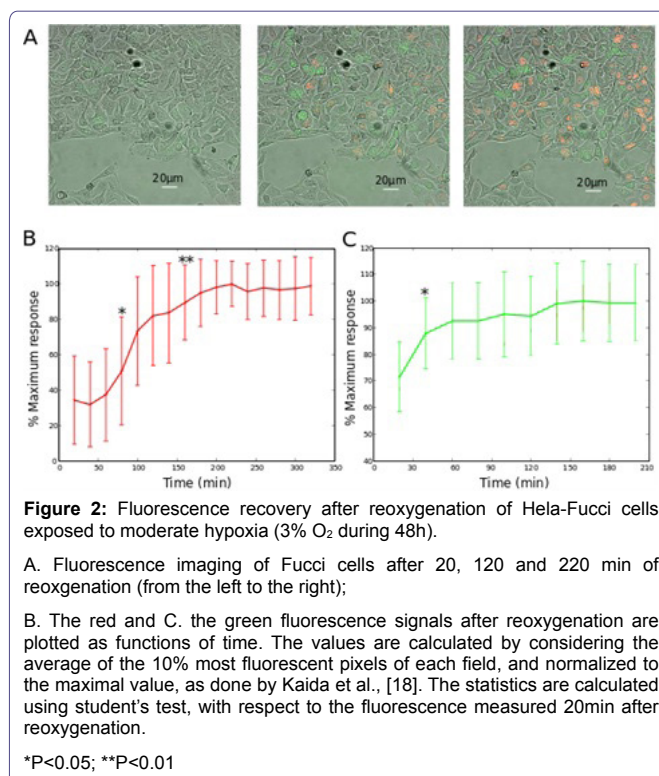 A
20µm
20µm
20µm
B
C
% Maximum response
120
100
80
60
40
20
0
*
**
0
50
100
150
200
250
300
350
Time (min)
% Maximum response
120
110
100
90
80
70
60
50
40
*
0
30
60
90
120
150
180
210
Time (min)
Figure 2: Fluorescence recovery after reoxygenation of Hela-Fucci cells
exposed to moderate hypoxia (3% O₂ during 48h).
A. Fluorescence imaging of Fucci cells after 20, 120 and 220 min of
reoxgenation (from the left to the right);
B. The red and C. the green fluorescence signals after reoxygenation are
plotted as functions of time. The values are calculated by considering the
average of the 10% most fluorescent pixels of each field, and normalized to
the maximal value, as done by Kaida et al., [18]. The statistics are calculated
using student's test, with respect to the fluorescence measured 20min after
reoxygenation.
*P<0.05; **P<0.01